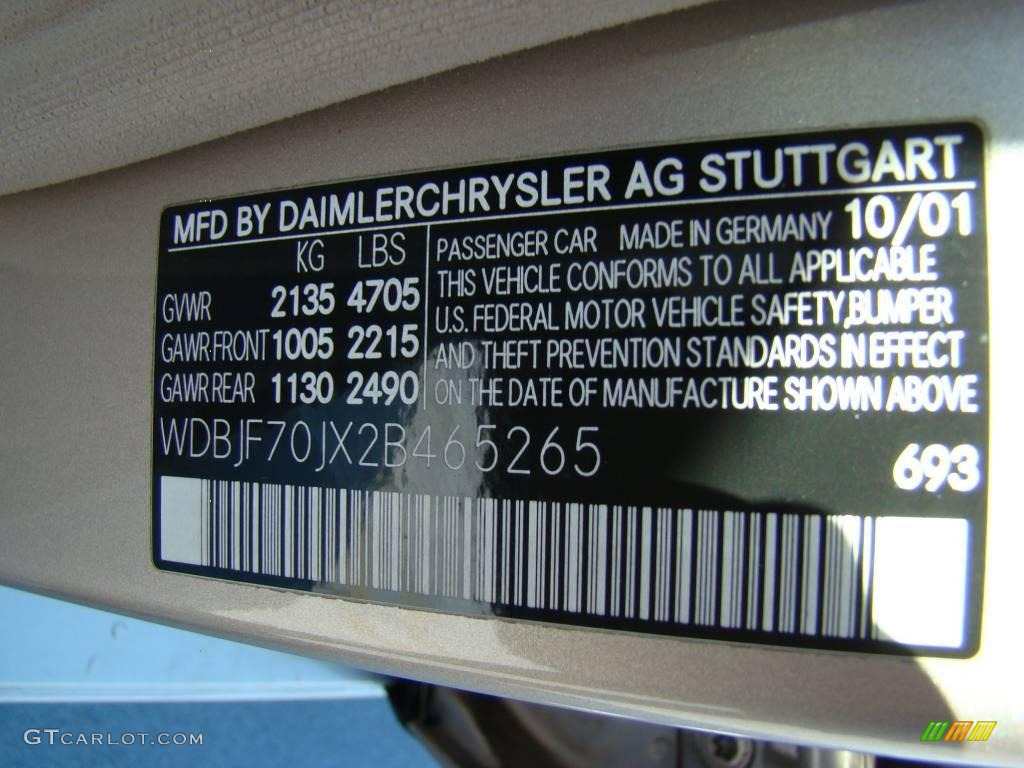 MFD BY DAIMLERCHRYSLER AG STUTTGART
KG LBS
GVWR 2135 4705
GAWR·FRONT 1005 2215
GAWR REAR 1130 2490
PASSENGER CAR MADE IN GERMANY 10/01
THIS VEHICLE CONFORMS TO ALL APPLICABLE
U.S. FEDERAL MOTOR VEHICLE SAFETY,BUMPER
AND THEFT PREVENTION STANDARDS IN EFFECT
ON THE DATE OF MANUFACTURE SHOWN ABOVE
WDBJF70JX2B465265
693
GTCARLOT.COM